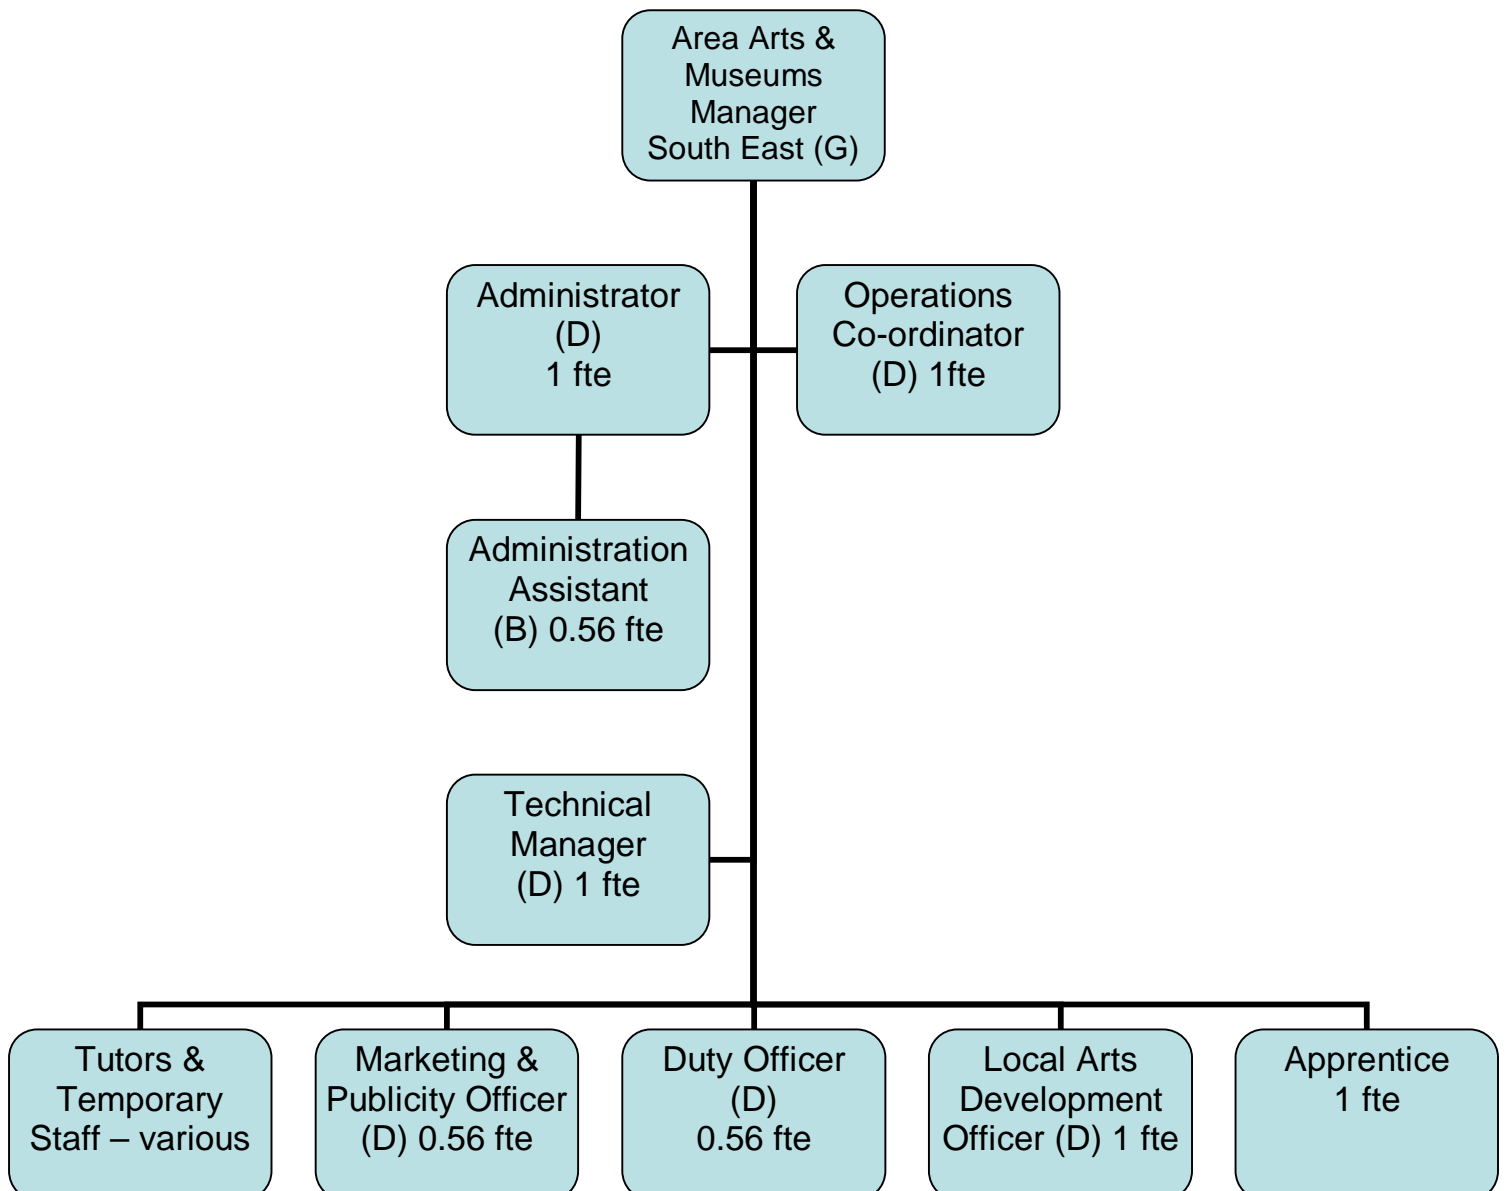 Area Arts &
Museums
Manager
South East (G)
Administrator
(D)
1 fte
Operations
Co-ordinator
(D) 1fte
Administration
Assistant
(B) 0.56 fte
Technical
Manager
(D) 1 fte
Tutors &
Temporary
Staff – various
Marketing &
Publicity Officer
(D) 0.56 fte
Duty Officer
(D)
0.56 fte
Local Arts
Development
Officer (D) 1 fte
Apprentice
1 fte